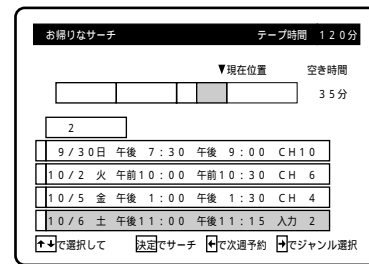 お帰りなサーチ テープ時間 120分
▼現在位置 空き時間
35分
2
9/30日 午後 7:30 午後 9:00 CH10
10/2 火 午前10:00 午前10:30 CH 6
10/5 金 午後 1:00 午後 1:30 CH 4
10/6 土 午後11:00 午後11:15 入力 2
↑↓で選択して 決定でサーチ ←で次週予約 →でジャンル選択